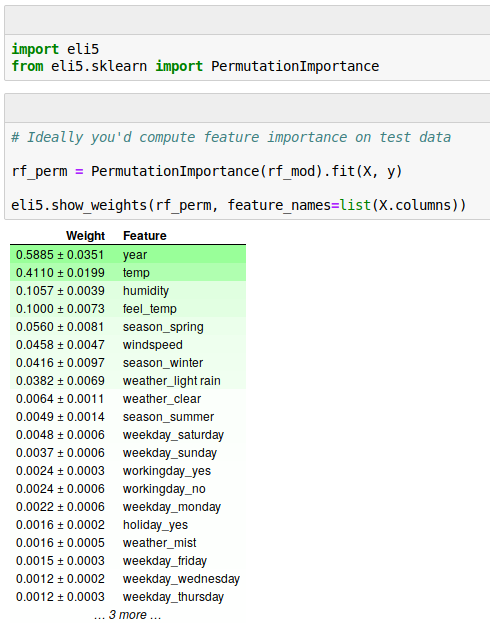 import eli5
from eli5.sklearn import PermutationImportance
# Ideally you'd compute feature importance on test data
rf_perm = PermutationImportance(rf_mod).fit(X, y)
eli5.show_weights(rf_perm, feature_names=list(X.columns))
Weight Feature
0.5885 ± 0.0351 year
0.4110 ± 0.0199 temp
0.1057 ± 0.0039 humidity
0.1000 ± 0.0073 feel_temp
0.0560 ± 0.0081 season_spring
0.0458 ± 0.0047 windspeed
0.0416 ± 0.0097 season_winter
0.0382 ± 0.0069 weather_light rain
0.0064 ± 0.0011 weather_clear
0.0049 ± 0.0014 season_summer
0.0048 ± 0.0006 weekday_saturday
0.0037 ± 0.0006 weekday_sunday
0.0024 ± 0.0003 workingday_yes
0.0024 ± 0.0006 workingday_no
0.0022 ± 0.0006 weekday_monday
0.0016 ± 0.0002 holiday_yes
0.0016 ± 0.0005 weather_mist
0.0015 ± 0.0003 weekday_friday
0.0012 ± 0.0002 weekday_wednesday
0.0012 ± 0.0003 weekday_thursday
… 3 more …